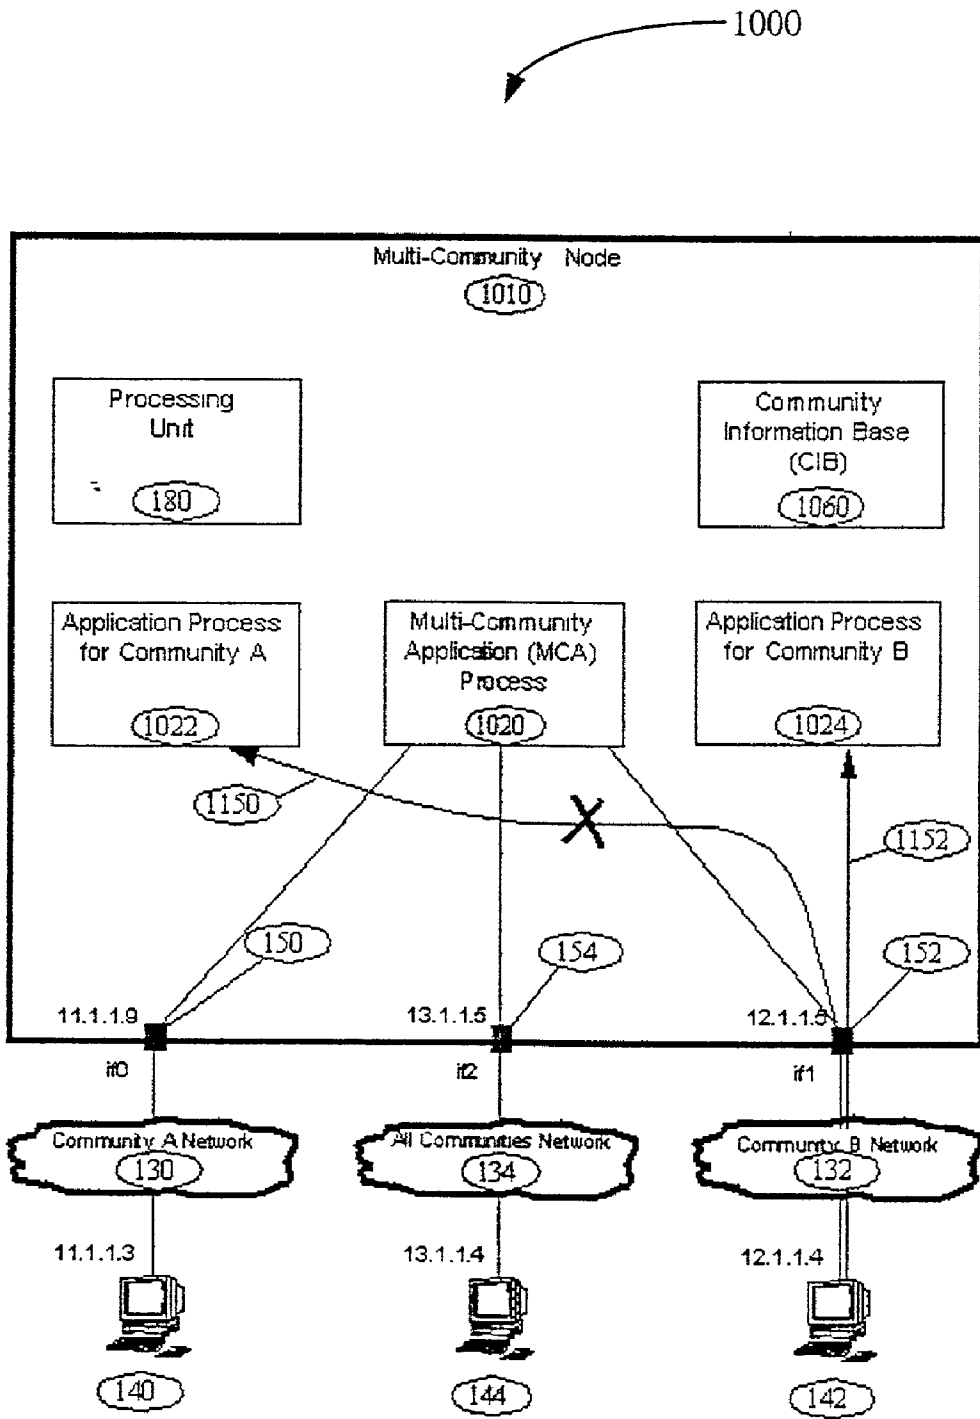 1000
Multi-Community Node
1010
Processing
Unit
180
Community
Information Base
(CIB)
1060
Application Process
for Community A
1022
Multi-Community
Application (MCA)
Process
1020
Application Process
for Community B
1024
1150
1152
150
154
152
11.1.1.9
13.1.1.5
12.1.1.5
if0
if2
if1
Community A Network
130
All Communities Network
134
Community B Network
132
11.1.1.3
13.1.1.4
12.1.1.4
140
144
142